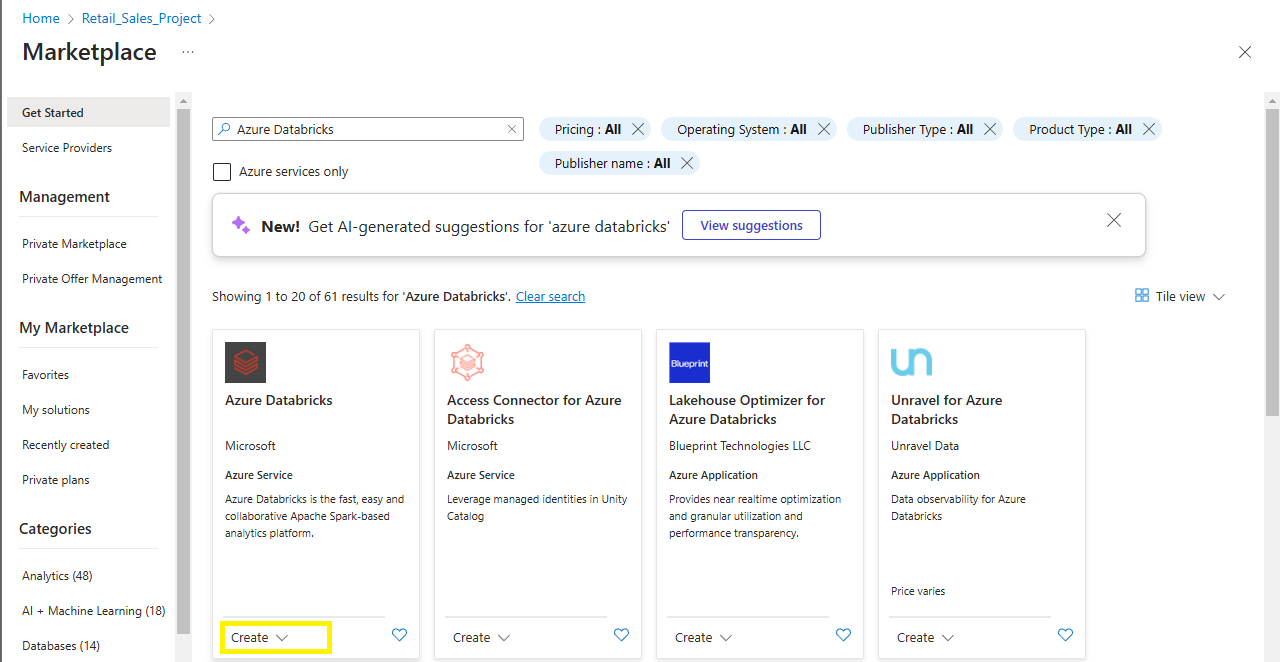 Home > Retail_Sales_Project >
Marketplace ...
Get Started
Service Providers
Management
Private Marketplace
Private Offer Management
My Marketplace
Favorites
My solutions
Recently created
Private plans
Categories
Analytics (48)
AI + Machine Learning (18)
Databases (14)
Azure Databricks
Pricing : All
Operating System : All
Publisher Type : All
Product Type : All
Publisher name : All
Azure services only
New! Get AI-generated suggestions for 'azure databricks' View suggestions
Showing 1 to 20 of 61 results for 'Azure Databricks'. Clear search
Tile view
Azure Databricks
Microsoft
Azure Service
Azure Databricks is the fast, easy and
collaborative Apache Spark-based
analytics platform.
Create
Access Connector for Azure
Databricks
Microsoft
Azure Service
Leverage managed identities in Unity
Catalog
Create
Blueprint
Lakehouse Optimizer for
Azure Databricks
Blueprint Technologies LLC
Azure Application
Provides near realtime optimization
and granular utilization and
performance transparency.
Create
un
Unravel for Azure
Databricks
Unravel Data
Azure Application
Data observability for Azure
Databricks
Price varies
Create